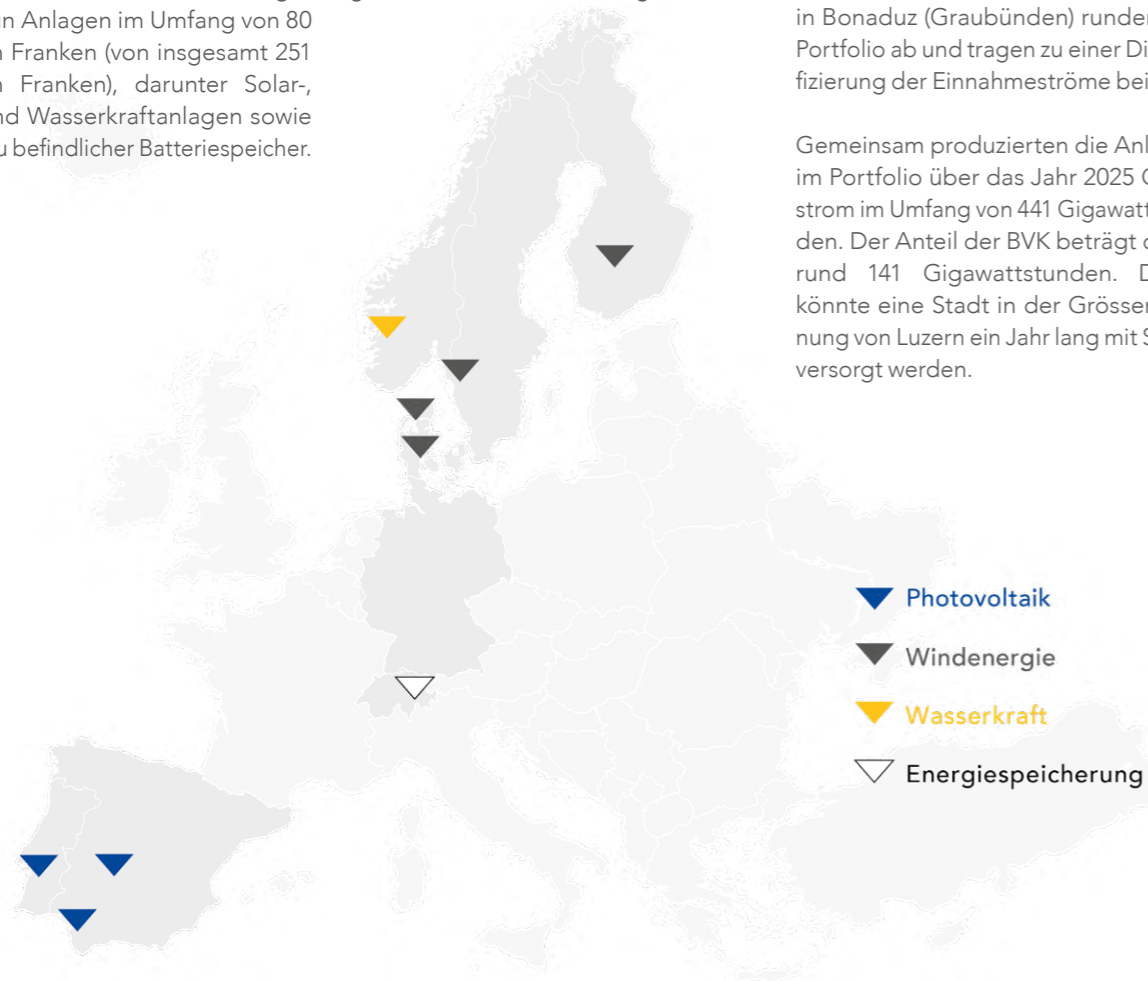 un Anlagen im Umfang von 80
Franken (von insgesamt 251
Franken), darunter Solar-,
Wasserkraftanlagen sowie
befindlicher Batteriespeicher.
in Bonaduz (Graubünden) runden
Portfolio ab und tragen zu einer Di
fizierung der Einnahmeströme bei
Gemeinsam produzierten die Anl
im Portfolio über das Jahr 2025
strom im Umfang von 441 Gigawatt
den. Der Anteil der BVK beträgt
rund 141 Gigawattstunden. D
könnte eine Stadt in der Grössen
nung von Luzern ein Jahr lang mit S
versorgt werden.
Photovoltaik
Windenergie
Wasserkraft
Energiespeicherung